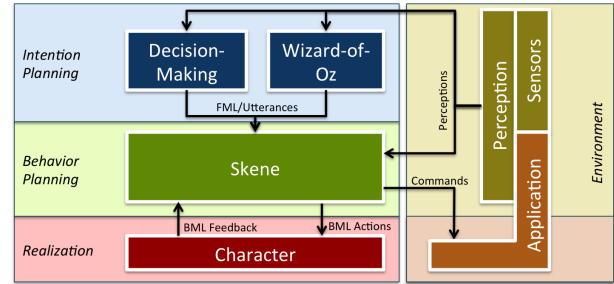 Intention
Planning
Decision-
Making
Wizard-of-
Oz
FML/Utterances
Behavior
Planning
Skene
BML Feedback
BML Actions
Realization
Character
Perceptions
Commands
Perception
Sensors
Application
Environment